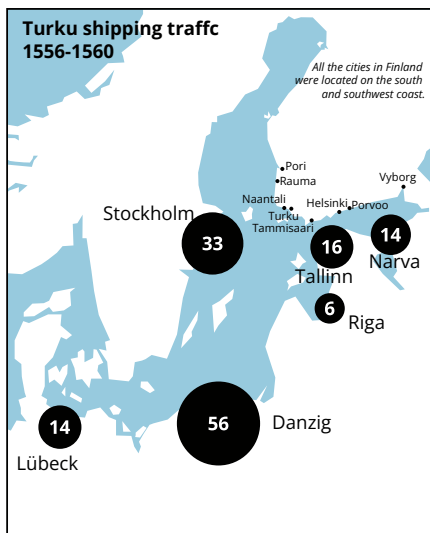 Turku shipping traffc
1556-1560
All the cities in Finland
were located on the south
and southwest coast.
Pori
Rauma
Vyborg
Naantali
Helsinki
Porvoo
Turku
Tammisaari
Stockholm
33
16
14
Tallinn
Narva
6
Riga
56
Danzig
14
Lübeck